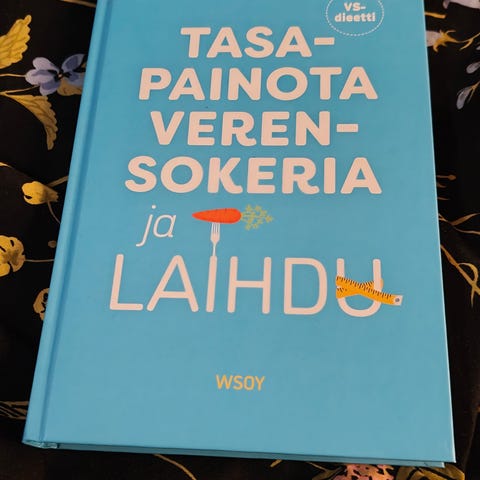 VS-
dieetti
TASA-
PAINOTA
VEREN-
SOKERIA
ja
LAIHDU
WSOY